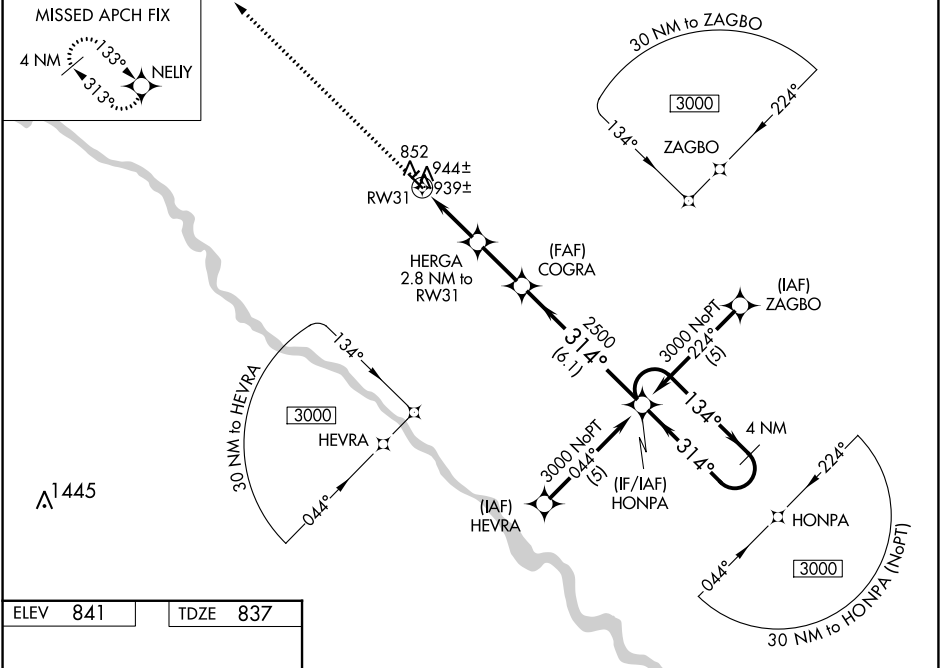 MISSED APCH FIX
4 NM
133°
313°
NELIY
30 NM to ZAGBO
3000
134°
224°
ZAGBO
852
944±
939±
RW31
HERGA
2.8 NM to
RW31
(FAF)
COGRA
(IAF)
ZAGBO
2500
314°
(6.1)
3000 NoPT
224°
(5)
30 NM to HEVRA
134°
3000
HEVRA
044°
134°
4 NM
314°
3000 NoPT
044°
(5)
(IF/IAF)
HONPA
(IAF)
HEVRA
1445
224°
HONPA
044°
3000
30 NM to HONPA (NoPT)
ELEV 841
TDZE 837